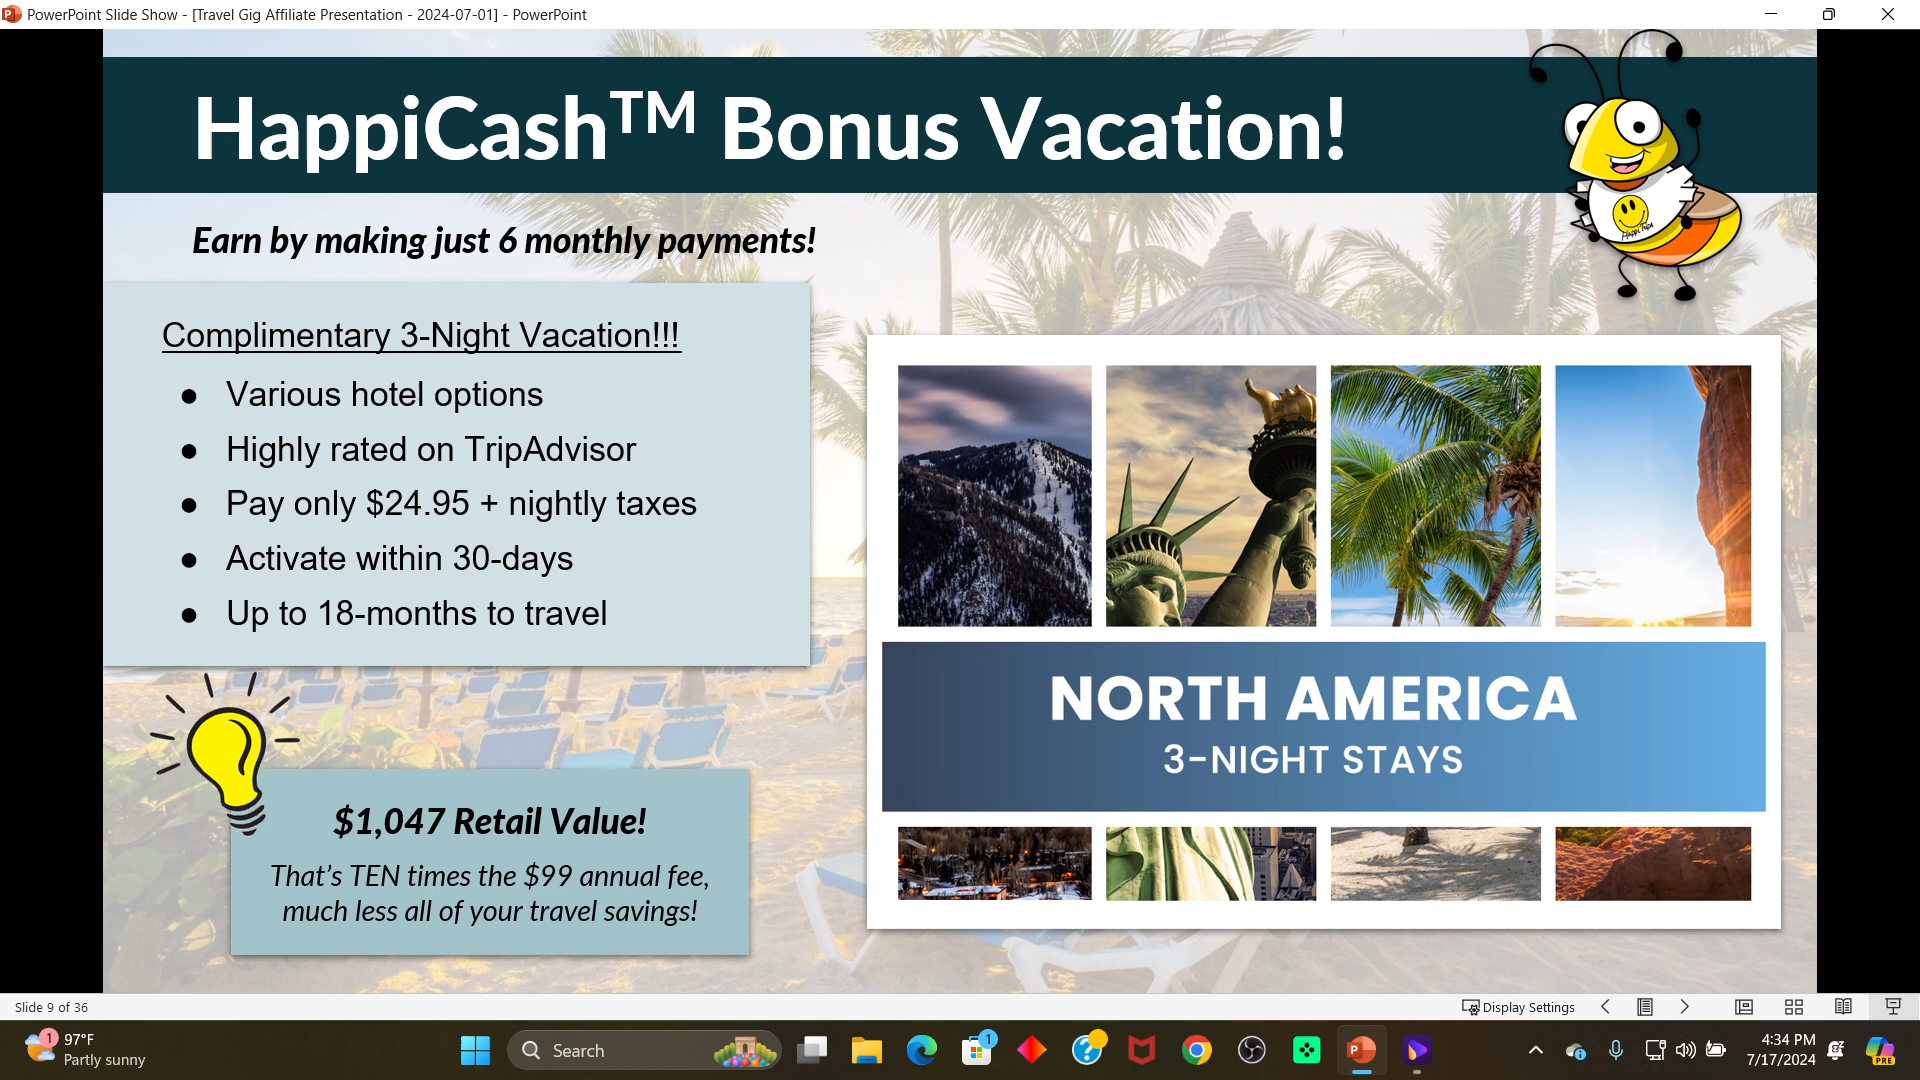 PowerPoint Slide Show - [Travel Gig Affiliate Presentation - 2024-07-01] - PowerPoint
HappiCash™ Bonus Vacation!
Earn by making just 6 monthly payments!
Complimentary 3-Night Vacation!!!
● Various hotel options
● Highly rated on TripAdvisor
● Pay only $24.95 + nightly taxes
● Activate within 30-days
● Up to 18-months to travel
$1,047 Retail Value!
That's TEN times the $99 annual fee,
much less all of your travel savings!
NORTH AMERICA
3-NIGHT STAYS
Slide 9 of 36
Display Settings
1
97°F
Partly sunny
Search
1
4:34 PM
7/17/2024
PRE